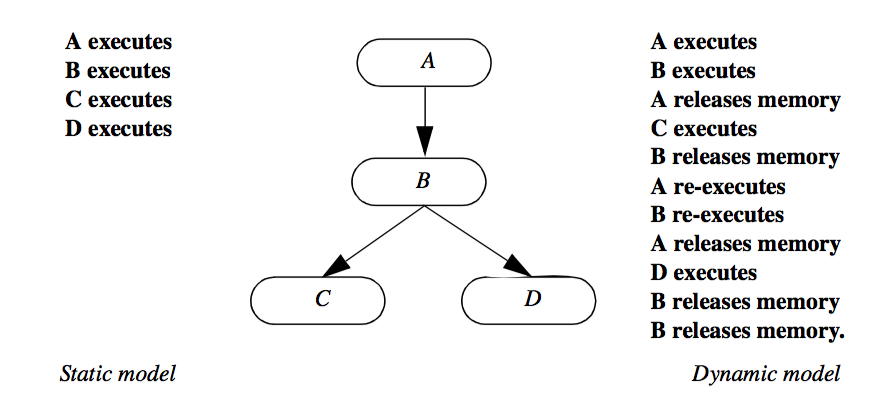 A executes
B executes
C executes
D executes
A
B
C
D
A executes
B executes
A releases memory
C executes
B releases memory
A re-executes
B re-executes
A releases memory
D executes
B releases memory
B releases memory.
Static model
Dynamic model